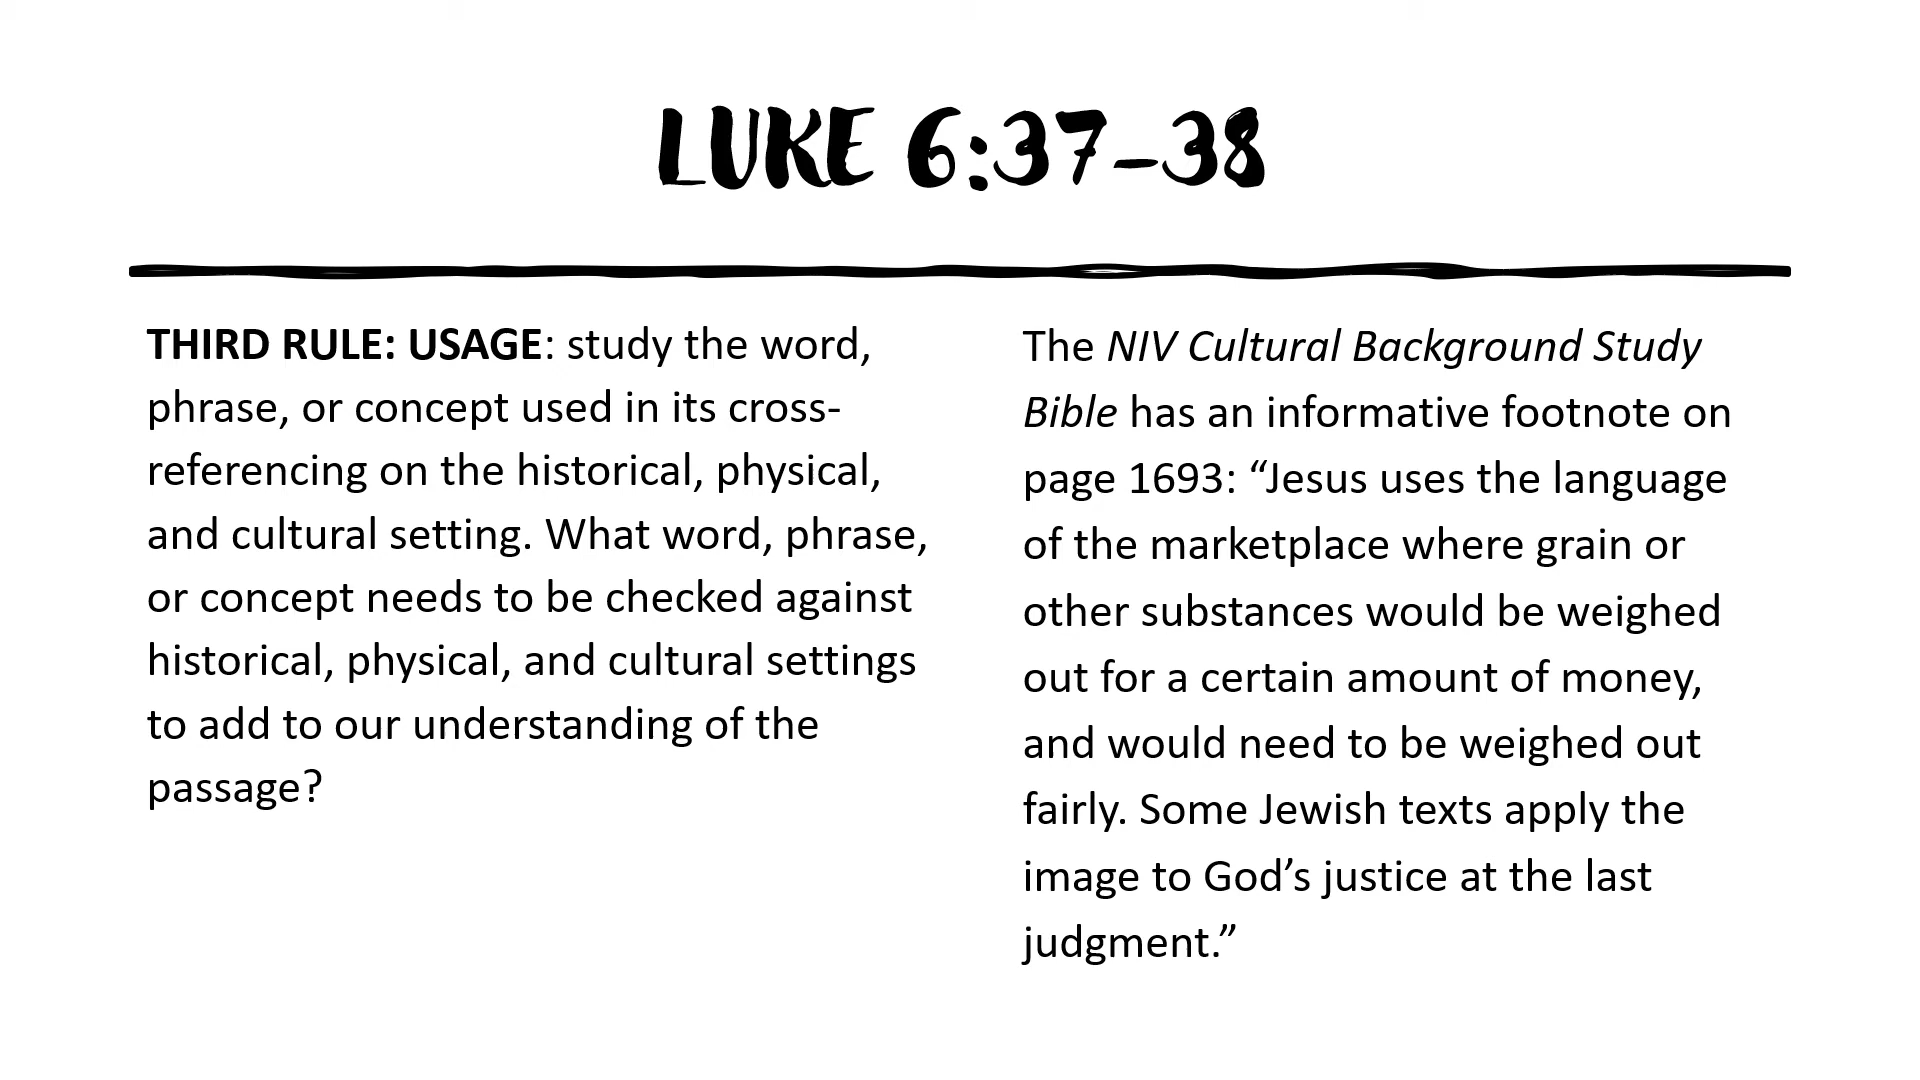 LUKE 6:37-38
THIRD RULE: USAGE: study the word,
phrase, or concept used in its cross-
referencing on the historical, physical,
and cultural setting. What word, phrase,
or concept needs to be checked against
historical, physical, and cultural settings
to add to our understanding of the
passage?
The NIV Cultural Background Study
Bible has an informative footnote on
page 1693: “Jesus uses the language
of the marketplace where grain or
other substances would be weighed
out for a certain amount of money,
and would need to be weighed out
fairly. Some Jewish texts apply the
image to God’s justice at the last
judgment.”